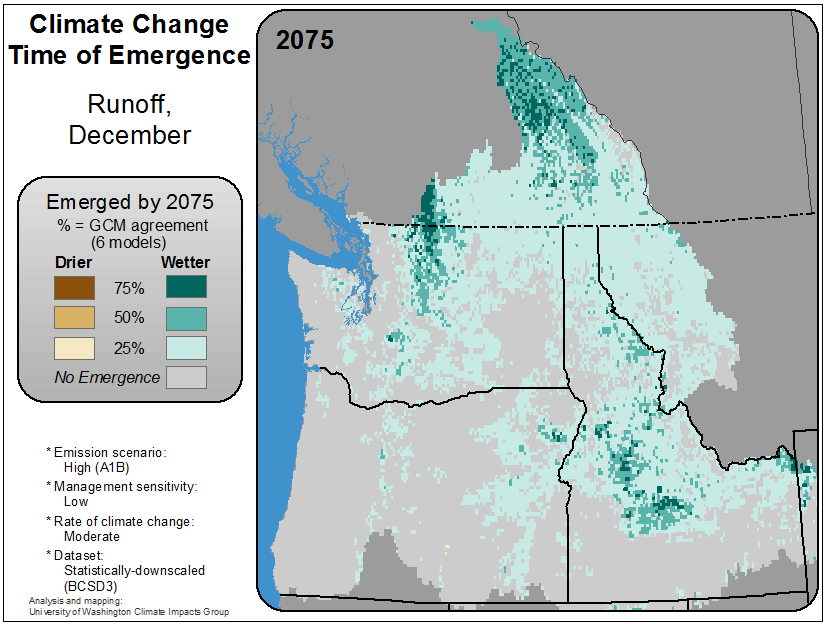 Climate Change
Time of Emergence
Runoff,
December
Emerged by 2075
% = GCM agreement
(6 models)
Drier Wetter
75%
50%
25%
No Emergence
* Emission scenario:
High (A1B)
* Management sensitivity:
Low
* Rate of climate change:
Moderate
* Dataset:
Statistically-downscaled
(BCSD3)
Analysis and mapping:
University of Washington Climate Impacts Group
2075